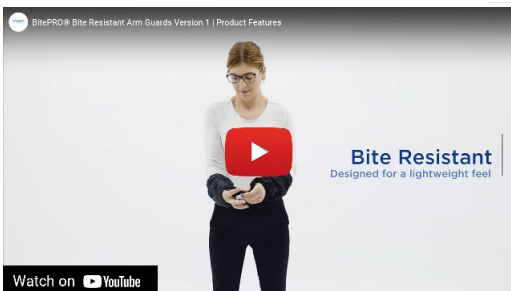 BitePRO® Bite Resistant Arm Guards Version 1 | Product Features
Bite Resistant
Designed for a lightweight feel
Watch on YouTube